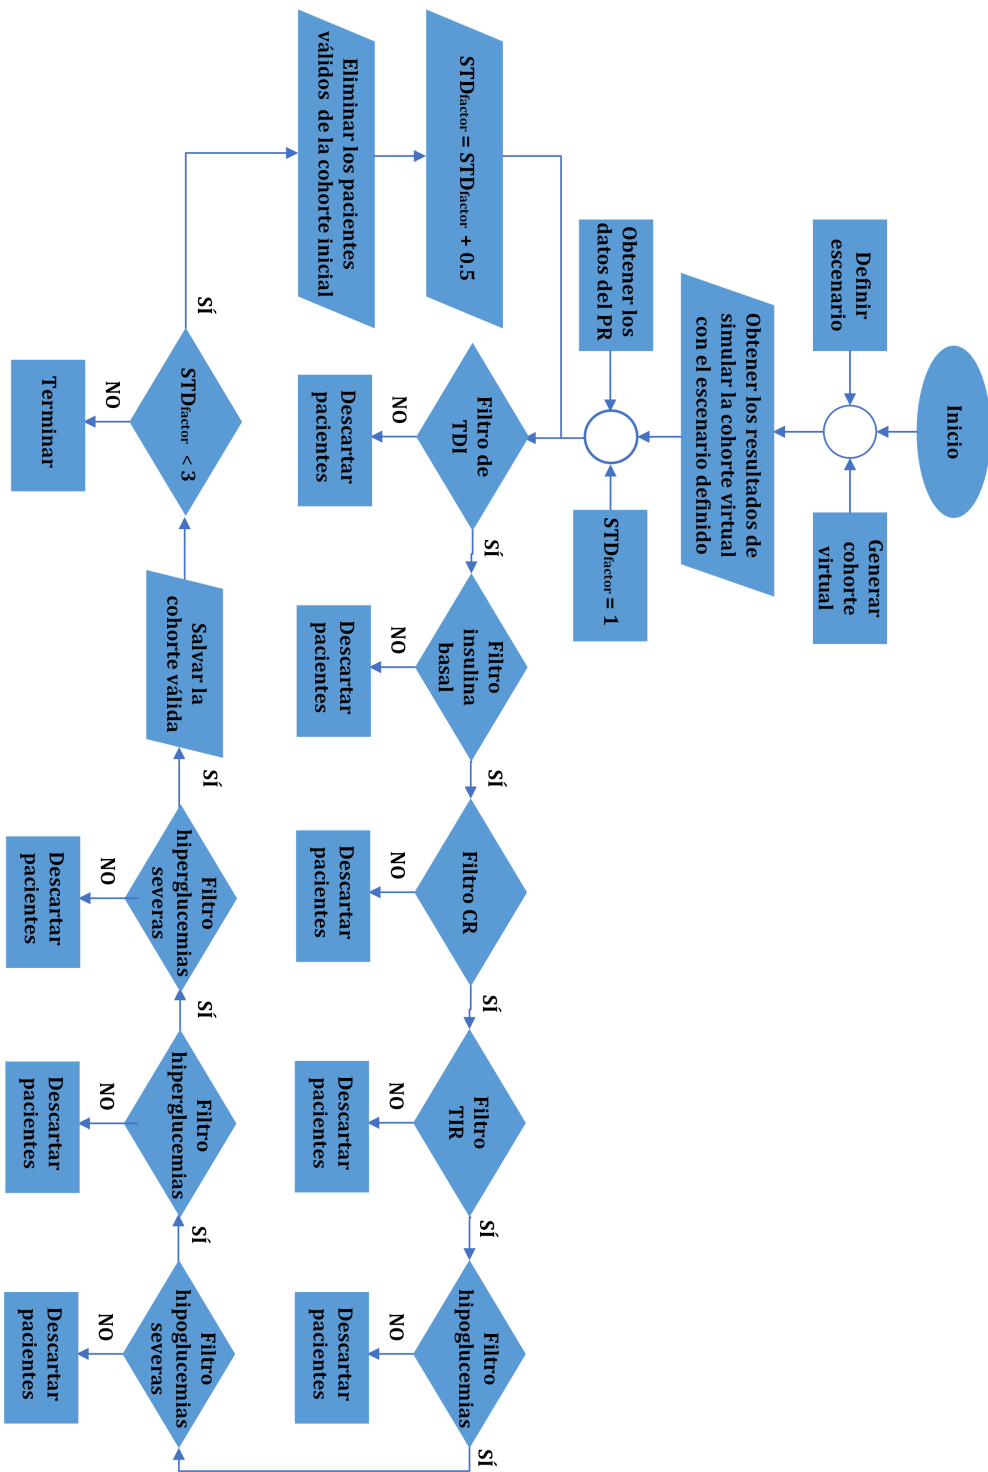 Inicio
Definir
escenario
Generar
cohorte
virtual
Obtener los resultados de
simular la cohorte virtual
con el escenario definido
Obtener los
datos del PR
STDfactor = 1
STDfactor = STDfactor + 0.5
Eliminar los pacientes
válidos de la cohorte inicial
Filtro de
TDI
SÍ
NO
Descartar
pacientes
Filtro
insulina
basal
SÍ
NO
Descartar
pacientes
Filtro CR
SÍ
NO
Descartar
pacientes
Filtro
TIR
SÍ
NO
Descartar
pacientes
Filtro
hipoglucemias
SÍ
NO
Descartar
pacientes
Filtro
hipoglucemias
severas
SÍ
NO
Descartar
pacientes
Filtro
hiperglucemias
SÍ
NO
Descartar
pacientes
Filtro
hiperglucemias
severas
SÍ
NO
Descartar
pacientes
Salvar la
cohorte válida
STDfactor < 3
SÍ
NO
Terminar